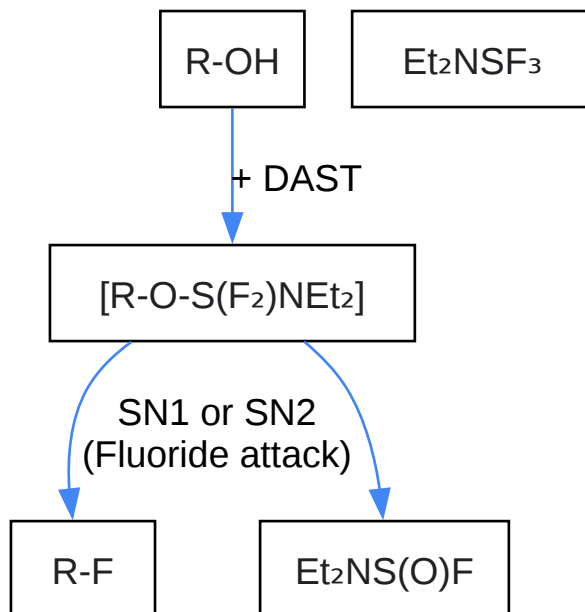 R-OH
Et₂NSF₃
+ DAST
[R-O-S(F₂)NEt₂]
SN1 or SN2
(Fluoride attack)
R-F
Et₂NS(O)F